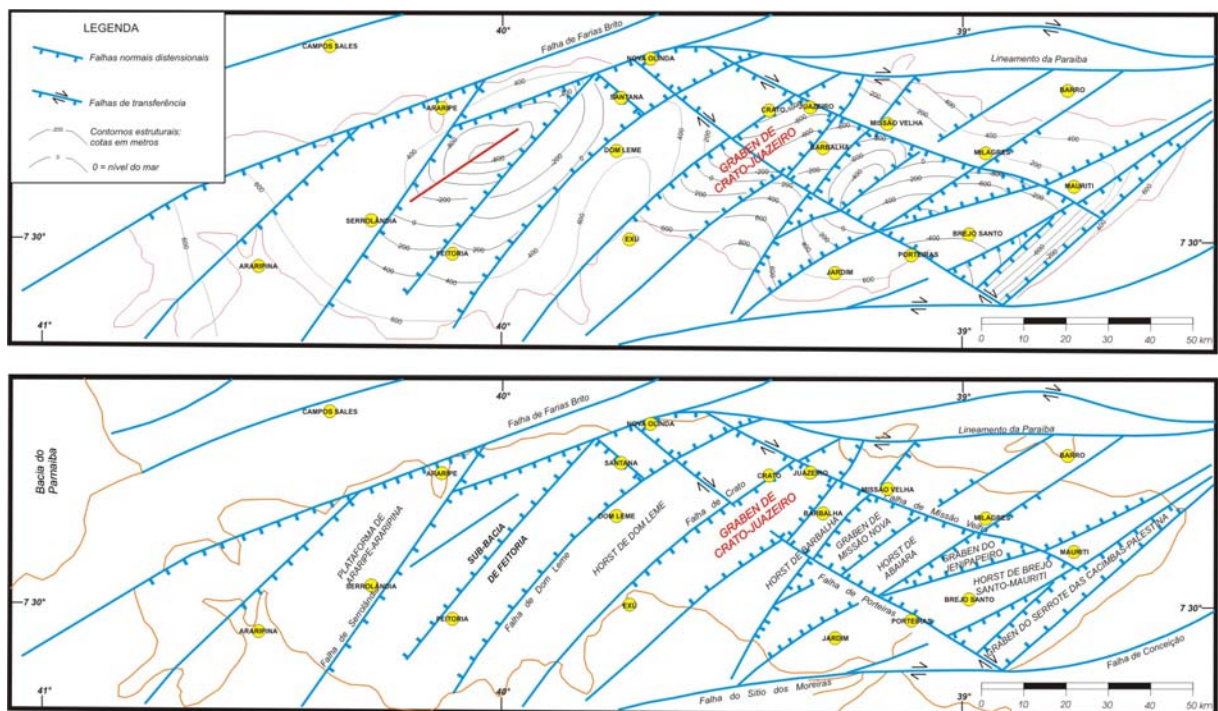 LEGENDA
Falhas normais distensionais
Falhas de transferência
Contornos estruturais:
cotas em metros
0 = nível do mar
-200
0
40°
39°
CAMPOS SALES
Falha de Farias Brito
NOVA OLINDA
Lineamento da Paraíba
BARRO
SANTANA
ARARIPE
CRATO
JUAZEIRO
MISSÃO VELHA
GRABEN DE
CRATO-JUAZEIRO
DOM LEME
BARBALHA
MILAGRES
MAURITI
SERROLÂNDIA
FEITORIA
EXÚ
BREJO SANTO
PORTEIRAS
JARDIM
ARARIPINA
7 30"
7 30"
41°
40°
39°
0 10 20 30 40 50 km
40°
39°
Bacia do
Parnaíba
CAMPOS SALES
Falha de Farias Brito
NOVA OLINDA
Lineamento da Paraíba
BARRO
SANTANA
ARARIPE
CRATO
JUAZEIRO
MISSÃO VELHA
Falha de Crato
GRABEN DE
CRATO-JUAZEIRO
Falha de Missão Velha
PLATAFORMA DE
ARARIPE-ARARIPINA
SUB-BACIA
DE FEITORIA
DOM LEME
HORST DE DOM LEME
BARBALHA
HORST DE BARBALHA
GRABEN DE
MISSÃO NOVA
HORST DE
ABAIARA
MILAGRES
GRABEN DO
JENIPAPEIRO
MAURITI
HORST DE BREJO
SANTO-MAURITI
GRABEN DO SERROTE DAS CACIMBAS-PALESTINA
SERROLÂNDIA
Falha de Serrolândia
FEITORIA
Falha de Dom Leme
EXÚ
Falha de Porteiras
BREJO SANTO
PORTEIRAS
JARDIM
ARARIPINA
Falha do Sítio dos Moreiras
Falha de Conceição
7 30"
7 30"
41°
40°
39°
0 10 20 30 40 50 km